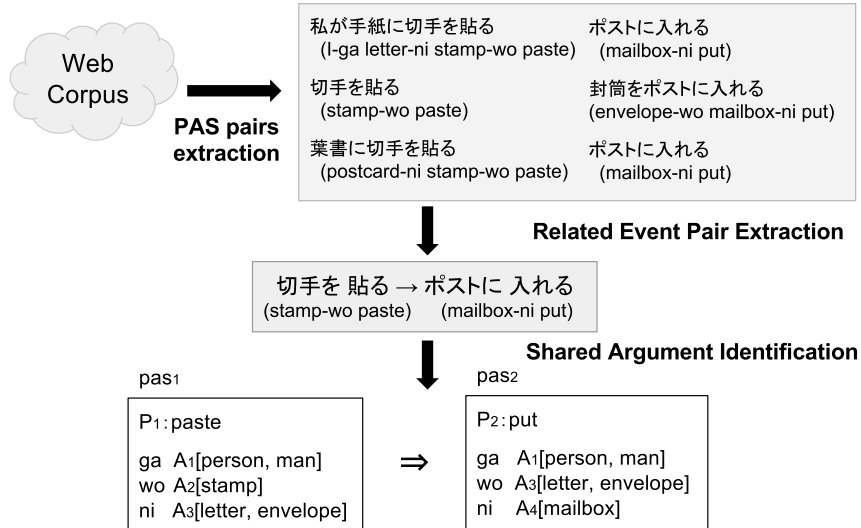 Web
Corpus
PAS pairs
extraction
私が手紙に切手を貼る ポストに入れる
(I-ga letter-ni stamp-wo paste) (mailbox-ni put)
切手を貼る 封筒をポストに入れる
(stamp-wo paste) (envelope-wo mailbox-ni put)
葉書に切手を貼る ポストに入れる
(postcard-ni stamp-wo paste) (mailbox-ni put)
Related Event Pair Extraction
切手を 貼る → ポストに 入れる
(stamp-wo paste) (mailbox-ni put)
Shared Argument Identification
pas1
P1:paste
ga A1[person, man]
wo A2[stamp]
ni A3[letter, envelope]
⇒
pas2
P2:put
ga A1[person, man]
wo A3[letter, envelope]
ni A4[mailbox]